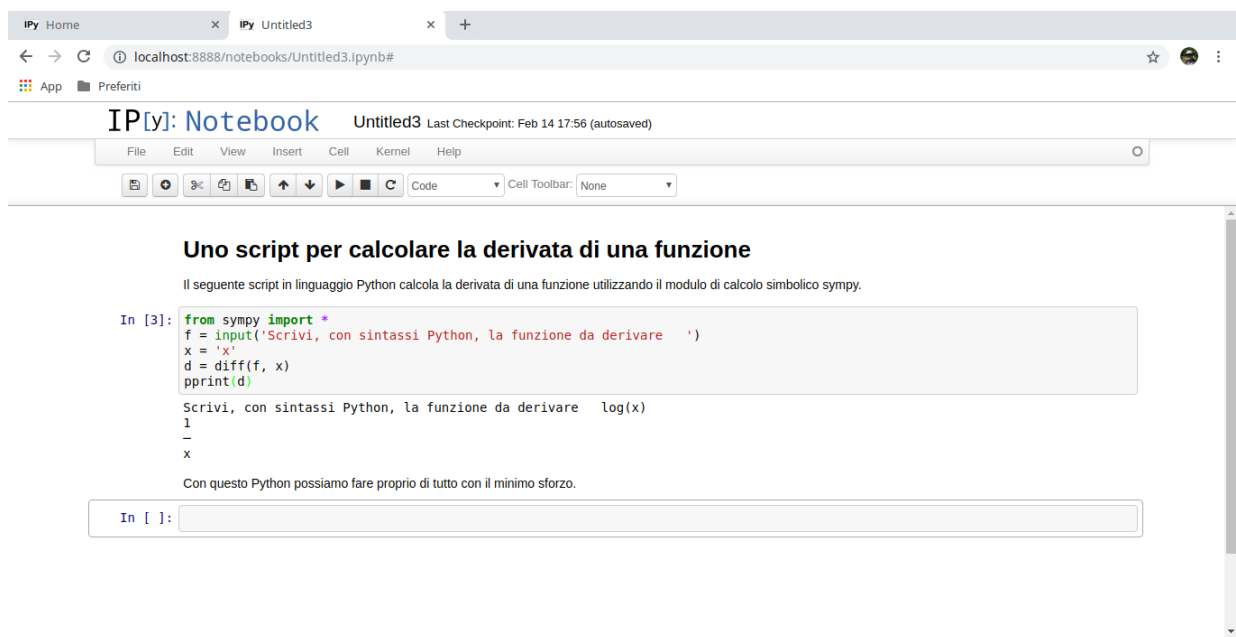 IPy Home × IPy Untitled3 × +
localhost:8888/notebooks/Untitled3.ipynb#
App Preferiti
IP[y]: Notebook Untitled3 Last Checkpoint: Feb 14 17:56 (autosaved)
File Edit View Insert Cell Kernel Help
Code Cell Toolbar: None
Uno script per calcolare la derivata di una funzione
Il seguente script in linguaggio Python calcola la derivata di una funzione utilizzando il modulo di calcolo simbolico sympy.
In [3]: from sympy import *
f = input('Scrivi, con sintassi Python, la funzione da derivare   ')
x = 'x'
d = diff(f, x)
pprint(d)
Scrivi, con sintassi Python, la funzione da derivare   log(x)
1
─
x
Con questo Python possiamo fare proprio di tutto con il minimo sforzo.
In [ ]: